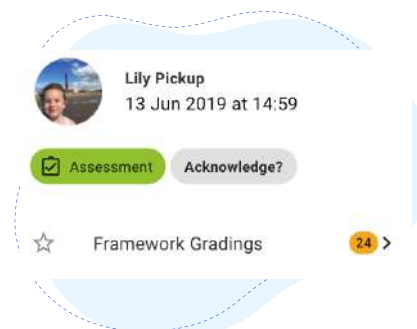 Lily Pickup
13 Jun 2019 at 14:59
Assessment Acknowledge?
Framework Gradings 24